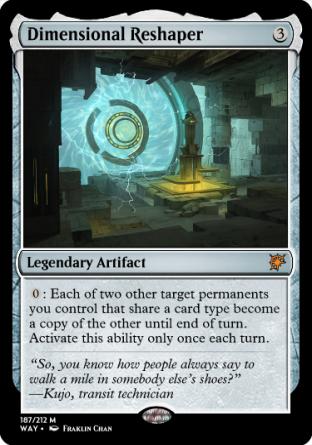 Dimensional Reshaper 3
Legendary Artifact
0: Each of two other target permanents
you control that share a card type become
a copy of the other until end of turn.
Activate this ability only once each turn.
“So, you know how people always say to
walk a mile in somebody else’s shoes?”
—Kujo, transit technician
187/212 M
WAY • Fraklin Chan